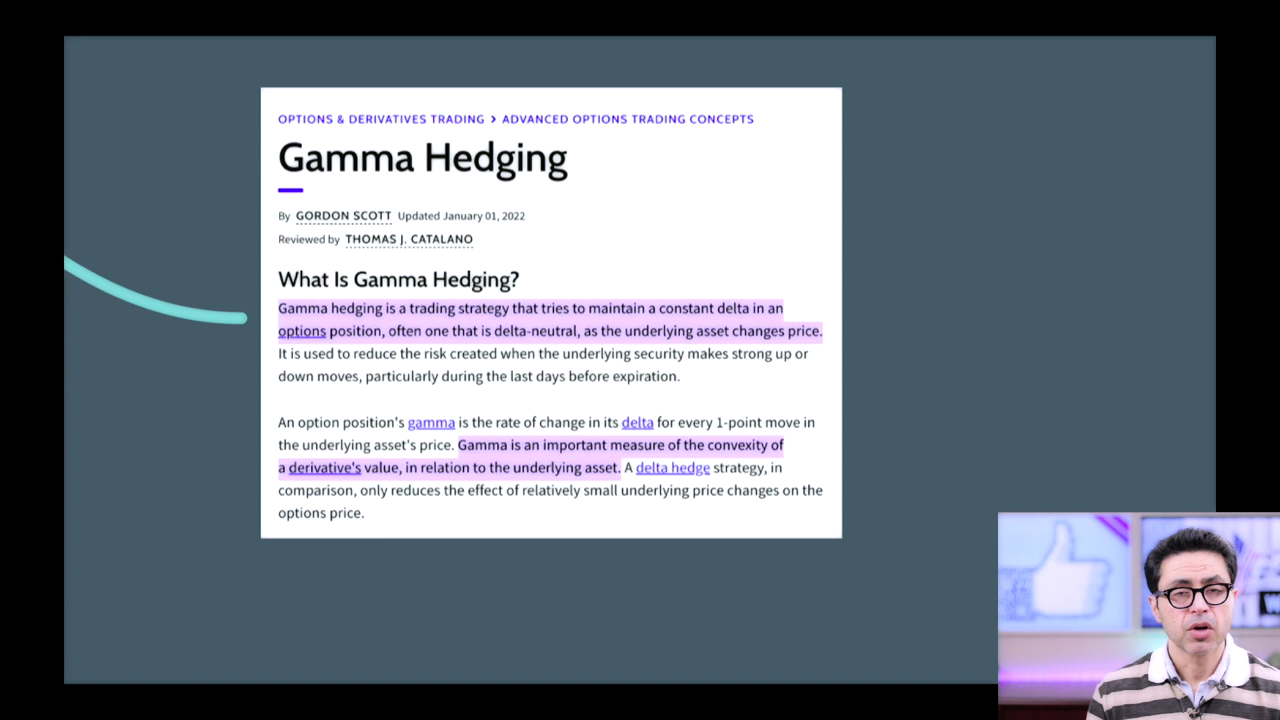 OPTIONS & DERIVATIVES TRADING > ADVANCED OPTIONS TRADING CONCEPTS
Gamma Hedging
By GORDON SCOTT Updated January 01, 2022
Reviewed by THOMAS J. CATALANO
What Is Gamma Hedging?
Gamma hedging is a trading strategy that tries to maintain a constant delta in an
options position, often one that is delta-neutral, as the underlying asset changes price.
It is used to reduce the risk created when the underlying security makes strong up or
down moves, particularly during the last days before expiration.
An option position's gamma is the rate of change in its delta for every 1-point move in
the underlying asset's price. Gamma is an important measure of the convexity of
a derivative's value, in relation to the underlying asset. A delta hedge strategy, in
comparison, only reduces the effect of relatively small underlying price changes on the
options price.